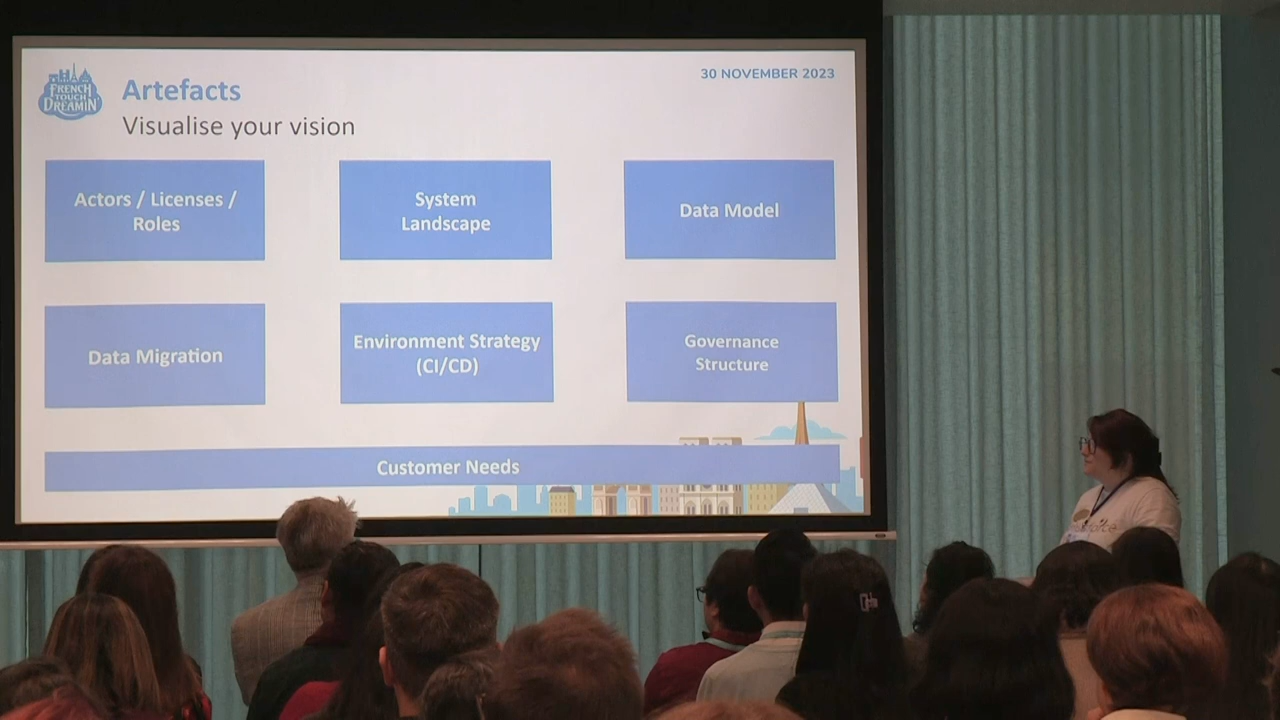 FRENCH
TOUCH
DREAMIN
Artefacts
Visualise your vision
30 NOVEMBER 2023
Actors / Licenses /
Roles
System
Landscape
Data Model
Data Migration
Environment Strategy
(CI/CD)
Governance
Structure
Customer Needs